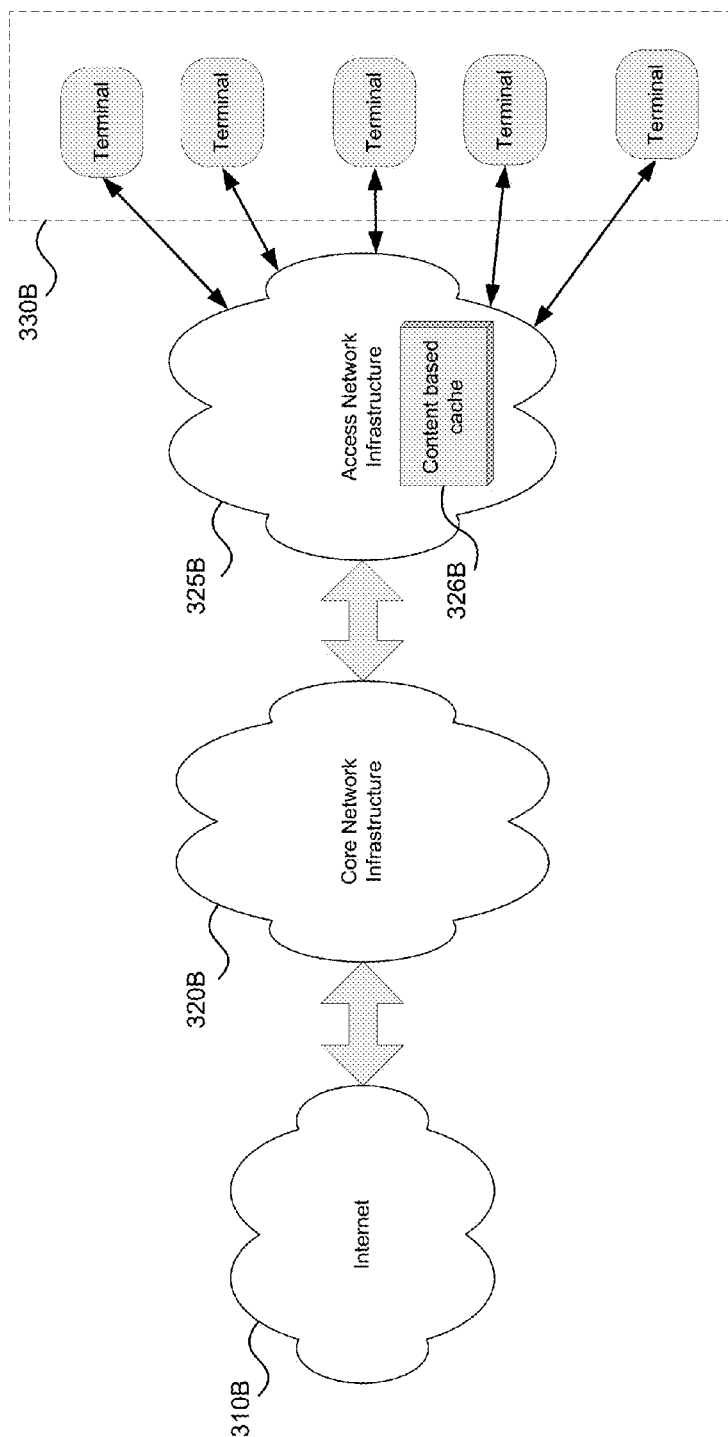 310B
Internet
320B
Core Network
Infrastructure
325B
Access Network
Infrastructure
Content based
cache
326B
330B
Terminal
Terminal
Terminal
Terminal
Terminal